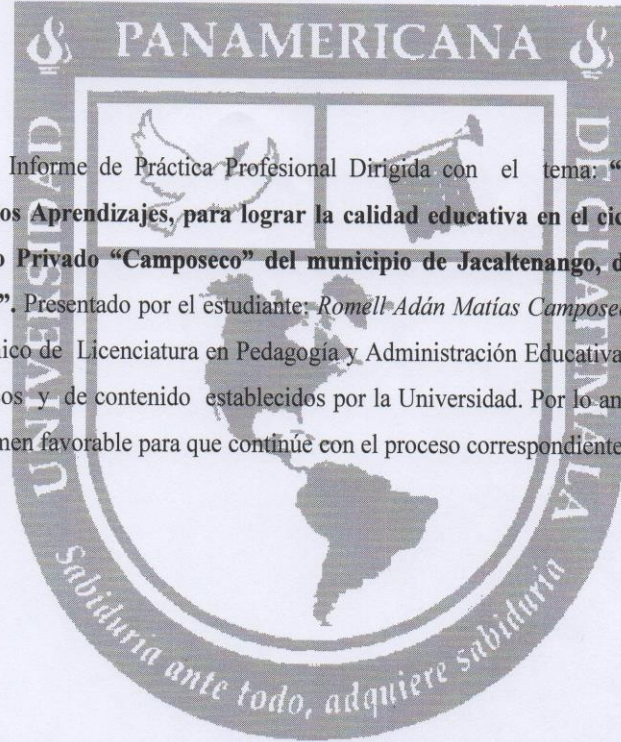 PANAMERICANA
UNIVERSIDAD
DE GUATEMALA
Informe de Práctica Profesional Dirigida con el tema: “
os Aprendizajes, para lograr la calidad educativa en el cic
o Privado “Camposeco” del municipio de Jacaltenango, d
”. Presentado por el estudiante: Romell Adán Matías Campose
nico de Licenciatura en Pedagogía y Administración Educativa
os y de contenido establecidos por la Universidad. Por lo an
men favorable para que continúe con el proceso correspondiente
Sabiduría ante todo, adquiere sabiduría